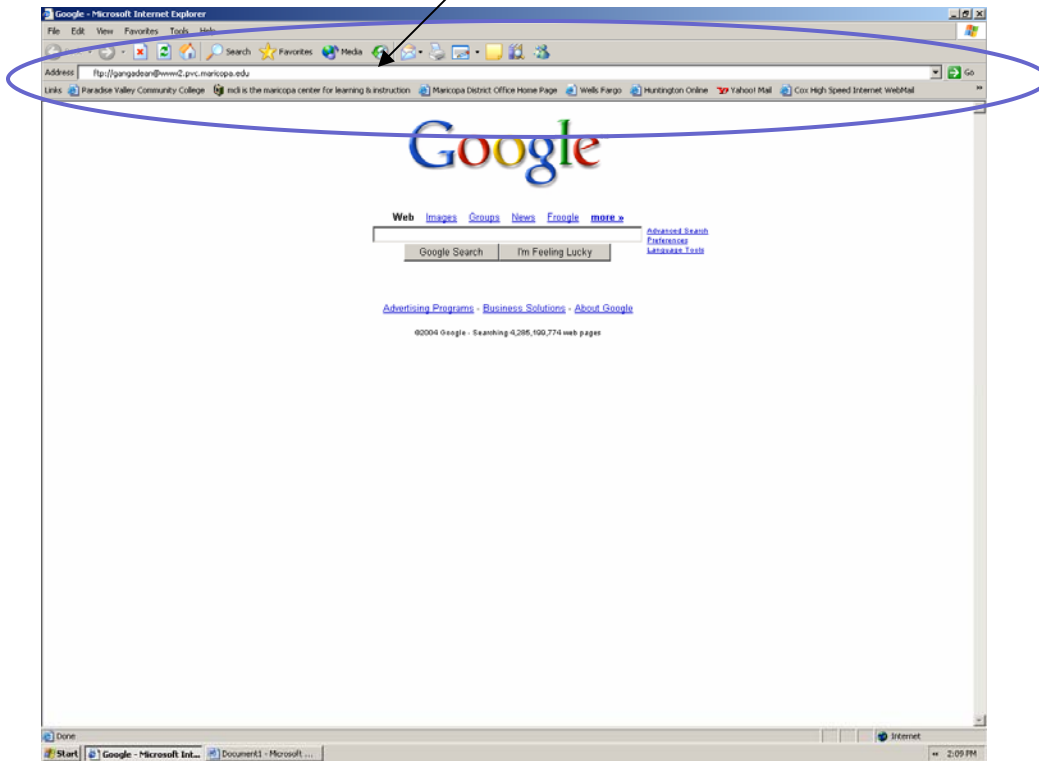 Google - Microsoft Internet Explorer
File Edit View Favorites Tools Help
Search Favorites Media
Address ftp://gangadean@www2.pvc.maricopa.edu Go
Links Paradise Valley Community College mcli is the maricopa center for learning & instruction Maricopa District Office Home Page Wells Fargo Huntington Online Yahoo! Mail Cox High Speed Internet WebMail »
Google
Web Images Groups News Froogle more »
Advanced Search
Preferences
Language Tools
Google Search I'm Feeling Lucky
Advertising Programs - Business Solutions - About Google
©2004 Google - Searching 4,285,199,774 web pages
Done Internet
Start Google - Microsoft Int... Document1 - Microsoft ... « 2:09 PM